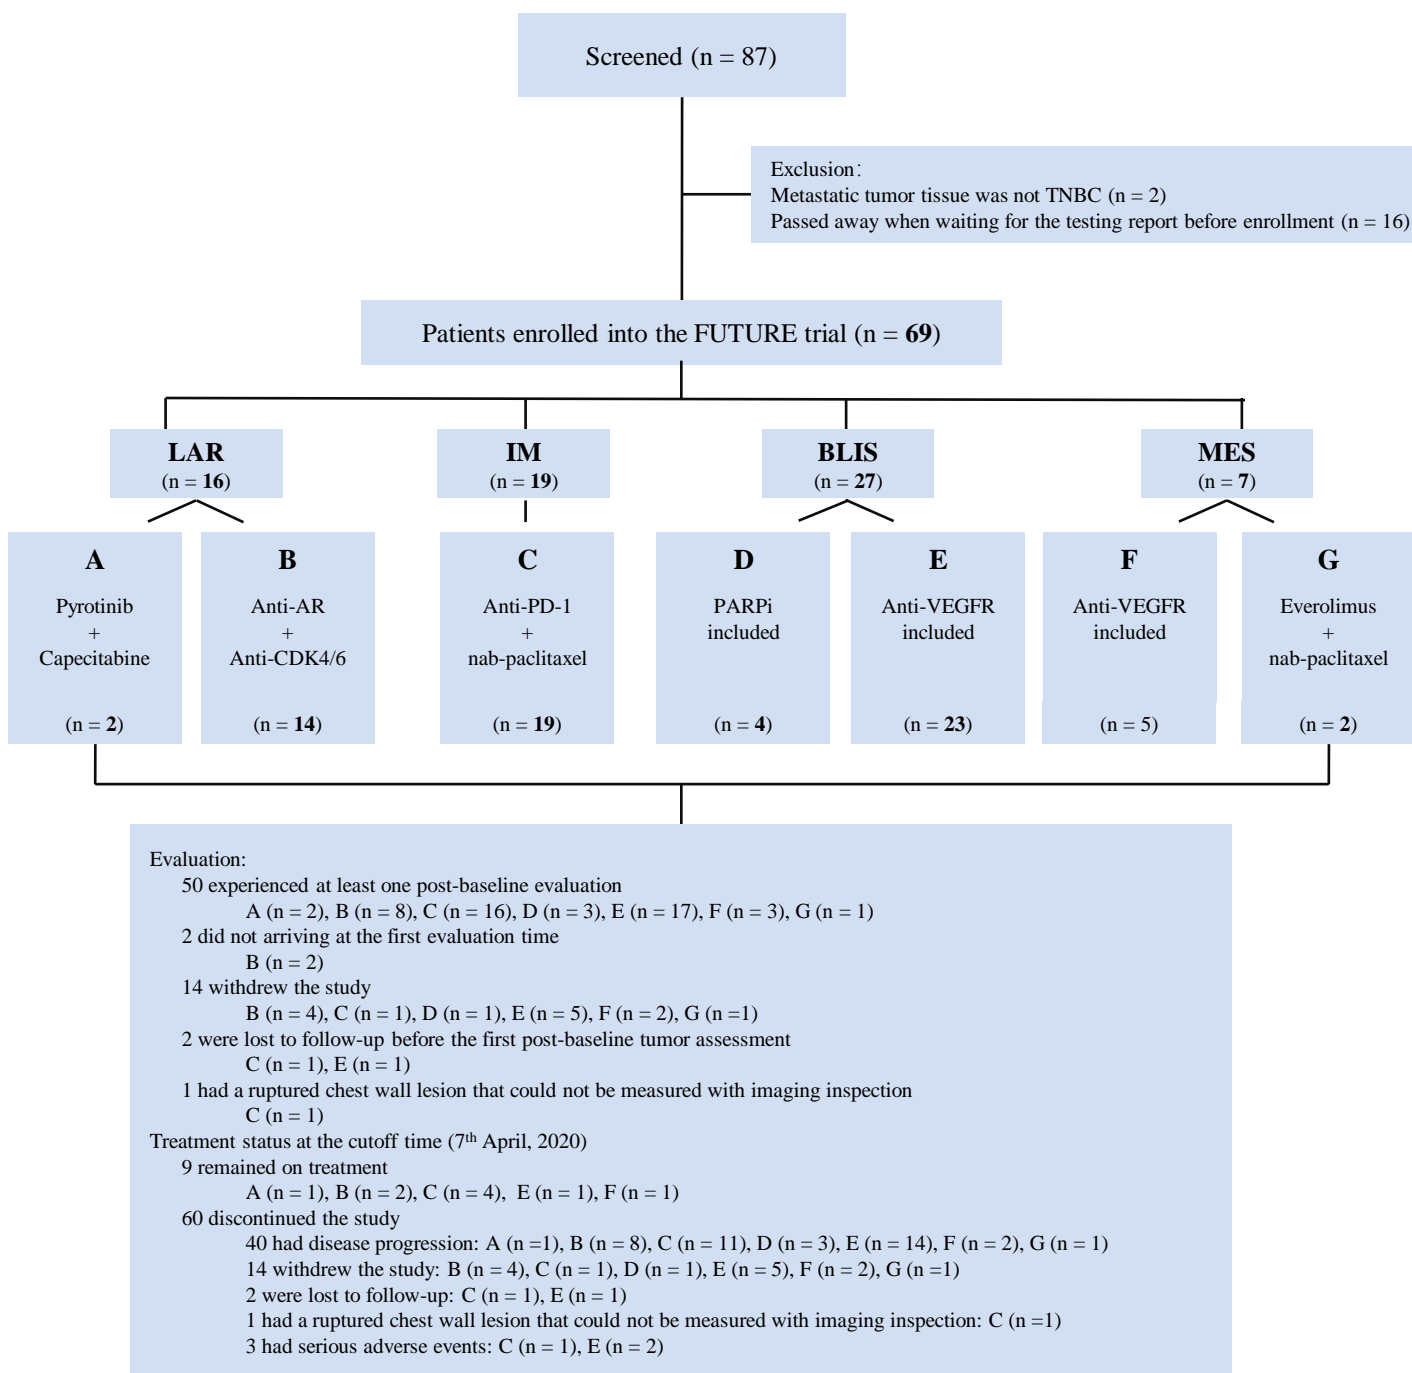 Screened (n = 87)
Exclusion：
Metastatic tumor tissue was not TNBC (n = 2)
Passed away when waiting for the testing report before enrollment (n = 16)
Patients enrolled into the FUTURE trial (n = 69)
LAR
(n = 16)
IM
(n = 19)
BLIS
(n = 27)
MES
(n = 7)
A
Pyrotinib
+
Capecitabine
(n = 2)
B
Anti-AR
+
Anti-CDK4/6
(n = 14)
C
Anti-PD-1
+
nab-paclitaxel
(n = 19)
D
PARPi
included
(n = 4)
E
Anti-VEGFR
included
(n = 23)
F
Anti-VEGFR
included
(n = 5)
G
Everolimus
+
nab-paclitaxel
(n = 2)
Evaluation:
50 experienced at least one post-baseline evaluation
A (n = 2), B (n = 8), C (n = 16), D (n = 3), E (n = 17), F (n = 3), G (n = 1)
2 did not arriving at the first evaluation time
B (n = 2)
14 withdrew the study
B (n = 4), C (n = 1), D (n = 1), E (n = 5), F (n = 2), G (n =1)
2 were lost to follow-up before the first post-baseline tumor assessment
C (n = 1), E (n = 1)
1 had a ruptured chest wall lesion that could not be measured with imaging inspection
C (n = 1)
Treatment status at the cutoff time (7th April, 2020)
9 remained on treatment
A (n = 1), B (n = 2), C (n = 4), E (n = 1), F (n = 1)
60 discontinued the study
40 had disease progression: A (n =1), B (n = 8), C (n = 11), D (n = 3), E (n = 14), F (n = 2), G (n = 1)
14 withdrew the study: B (n = 4), C (n = 1), D (n = 1), E (n = 5), F (n = 2), G (n =1)
2 were lost to follow-up: C (n = 1), E (n = 1)
1 had a ruptured chest wall lesion that could not be measured with imaging inspection: C (n =1)
3 had serious adverse events: C (n = 1), E (n = 2)